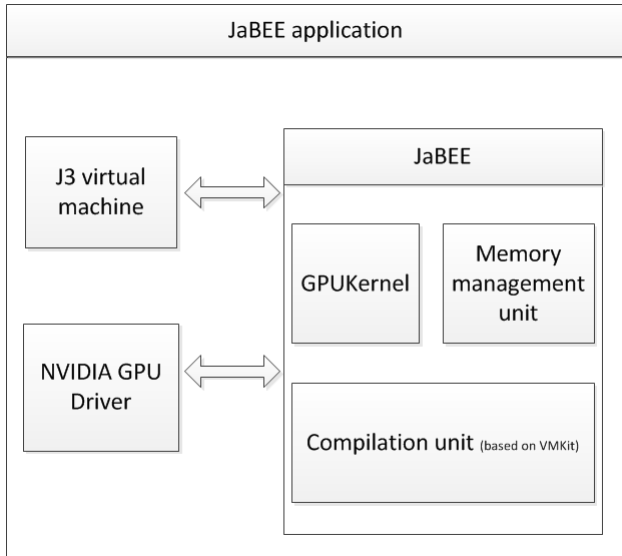 JaBEE application
J3 virtual
machine
JaBEE
GPUKernel
Memory
management
unit
NVIDIA GPU
Driver
Compilation unit (based on VMKit)